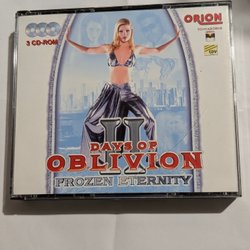 3 CD-ROM
ORION
II
DAYS OF
OBLIVION
FROZEN ETERNITY